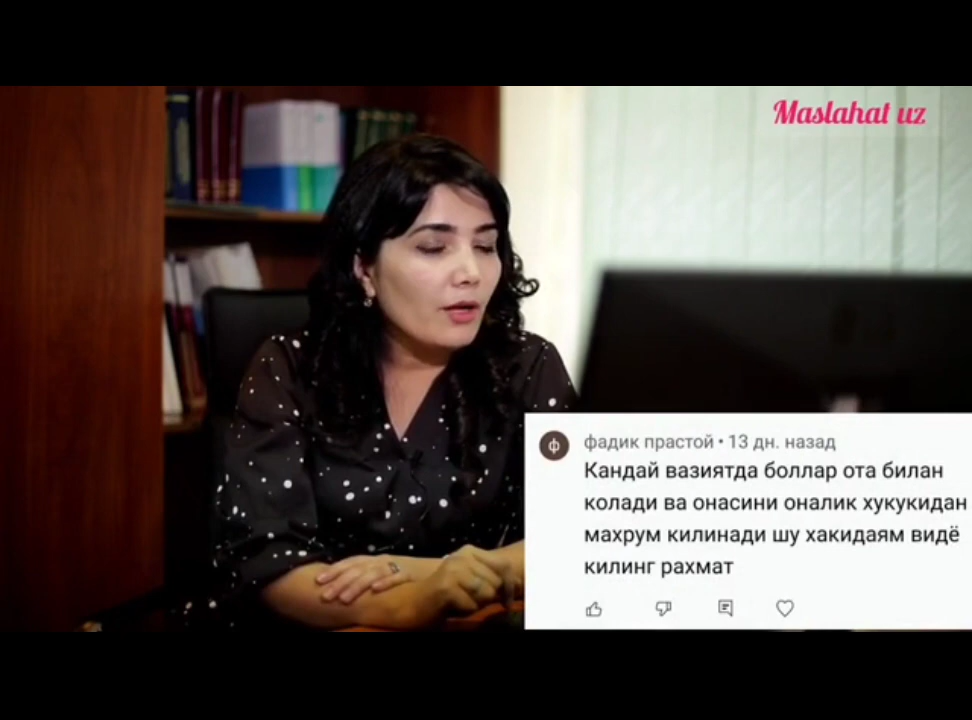 Maslahat uz
фадик прастой • 13 дн. назад
Кандай вазиятда боллар ота билан
колади ва онасини оналик хукукидан
махрум килинади шу хакидаям видё
килинг рахмат